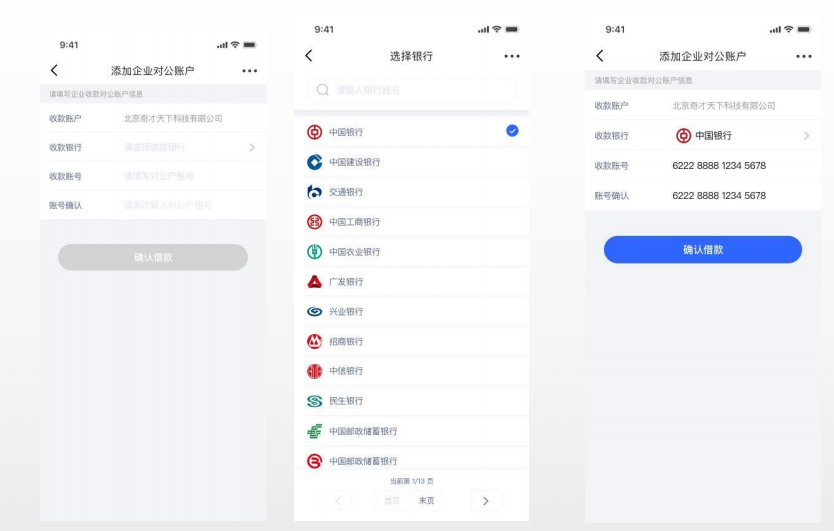 9:41
添加企业对公账户
请填写企业收款对公账户信息
收款账户 北京奇才天下科技有限公司
收款银行 请选择收款银行
收款账号 请填写对公户账号
账号确认 请再次输入对公户账号
确认借款
9:41
选择银行
请输入银行姓名
中国银行
中国建设银行
交通银行
中国工商银行
中国农业银行
广发银行
兴业银行
招商银行
中信银行
民生银行
中国邮政储蓄银行
中国邮政储蓄银行
当前第 1/13 页
首页 末页
9:41
添加企业对公账户
请填写企业收款对公账户信息
收款账户 北京奇才天下科技有限公司
收款银行 中国银行
收款账号 6222 8888 1234 5678
账号确认 6222 8888 1234 5678
确认借款